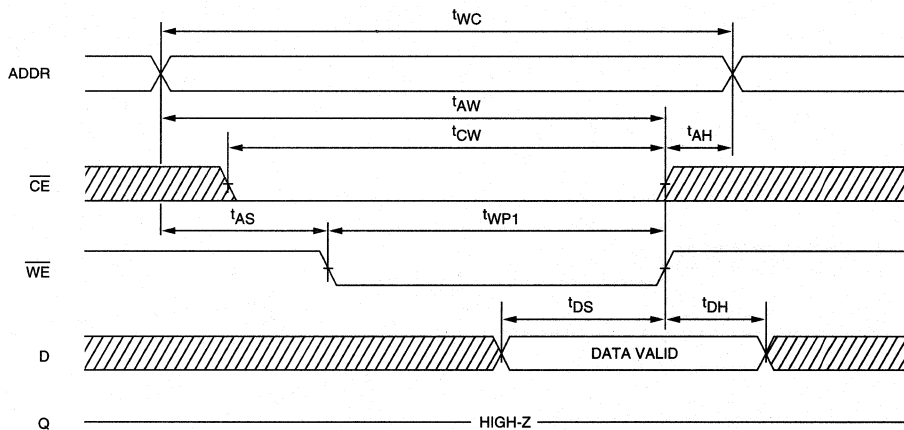 tWC
ADDR
tAW
tCW
tAH
CE
tAS
tWP1
WE
tDS
tDH
D
DATA VALID
Q
HIGH-Z